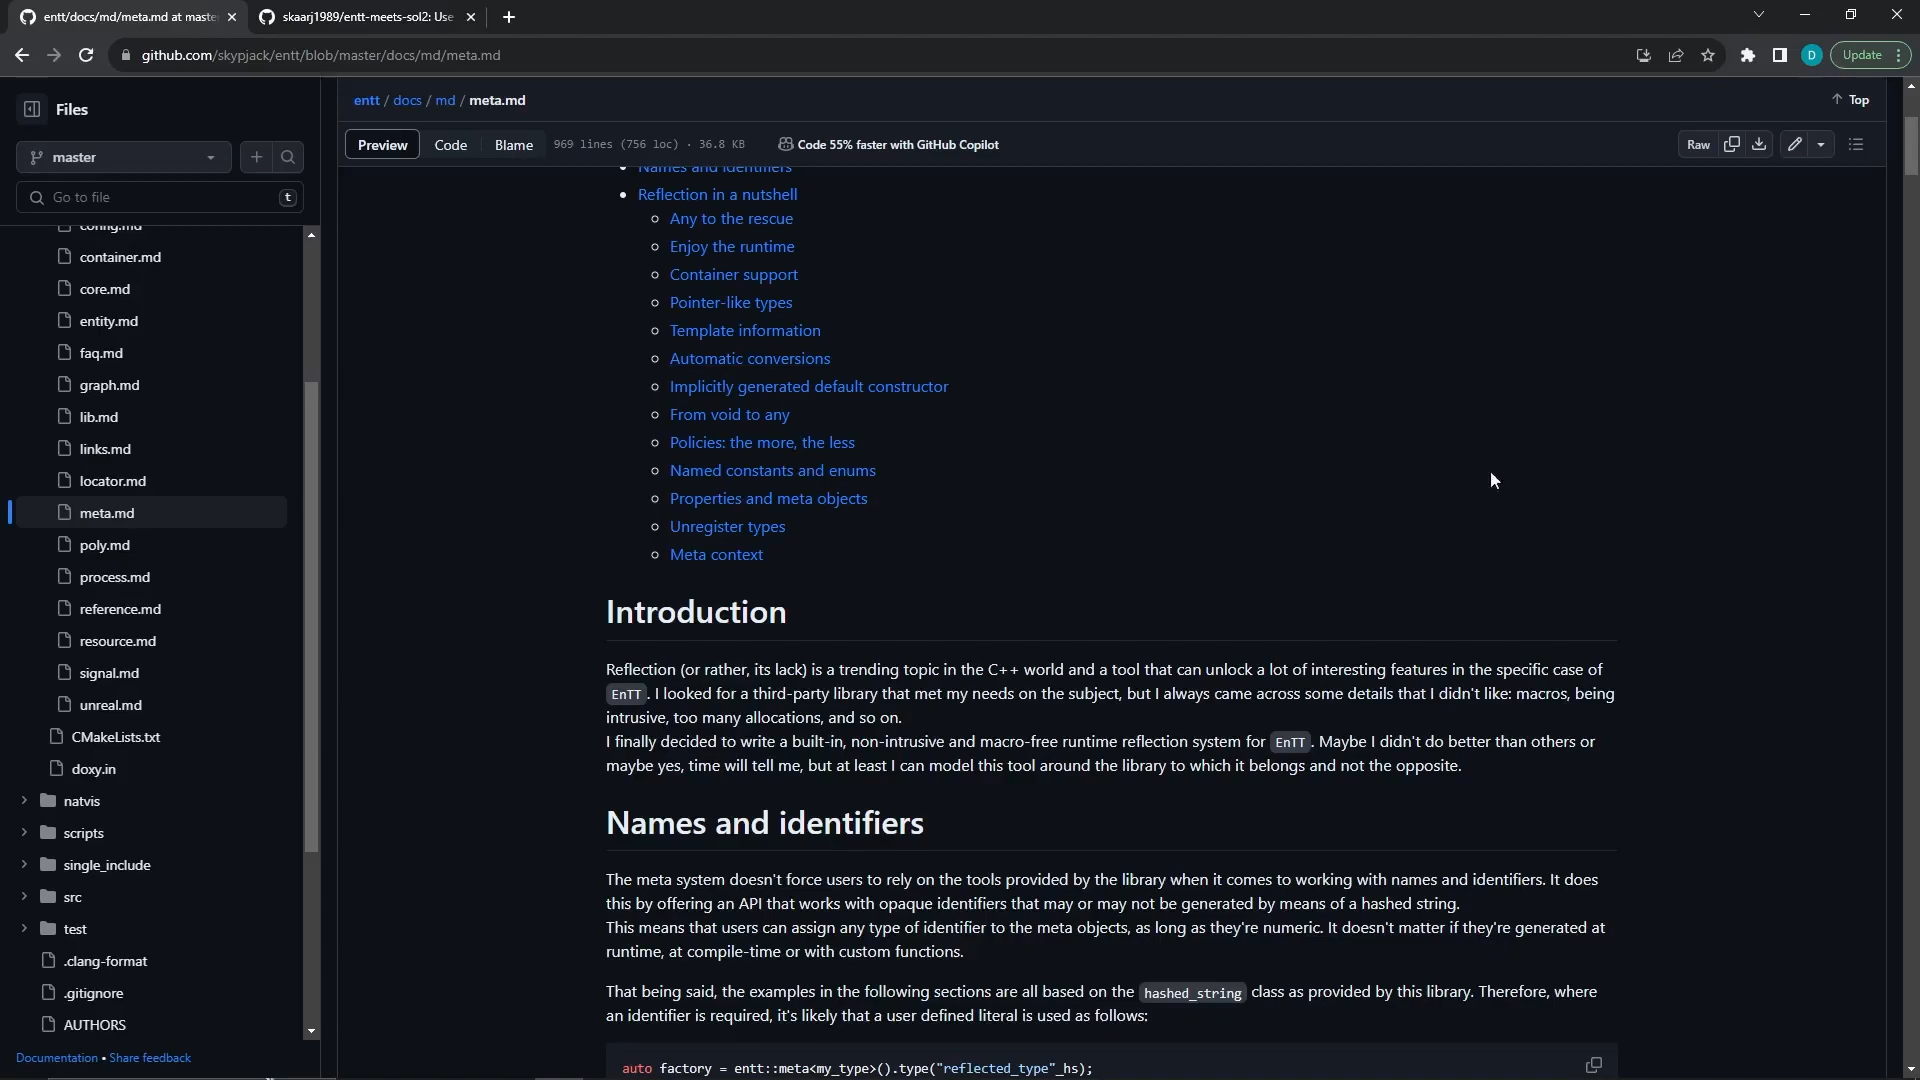 entt/docs/md/meta.md at maste
skaarj1989/entt-meets-sol2: Use
github.com/skypjack/entt/blob/master/docs/md/meta.md
D
Update
Files
master
Go to file
t
config.md
container.md
core.md
entity.md
faq.md
graph.md
lib.md
links.md
locator.md
meta.md
poly.md
process.md
reference.md
resource.md
signal.md
unreal.md
CMakeLists.txt
doxy.in
natvis
scripts
single_include
src
test
.clang-format
.gitignore
AUTHORS
Documentation • Share feedback
entt / docs / md / meta.md
Top
Preview
Code
Blame
969 lines (756 loc) · 36.8 KB
Code 55% faster with GitHub Copilot
Raw
Names and identifiers
Reflection in a nutshell
Any to the rescue
Enjoy the runtime
Container support
Pointer-like types
Template information
Automatic conversions
Implicitly generated default constructor
From void to any
Policies: the more, the less
Named constants and enums
Properties and meta objects
Unregister types
Meta context
Introduction
Reflection (or rather, its lack) is a trending topic in the C++ world and a tool that can unlock a lot of interesting features in the specific case of
EnTT . I looked for a third-party library that met my needs on the subject, but I always came across some details that I didn't like: macros, being
intrusive, too many allocations, and so on.
I finally decided to write a built-in, non-intrusive and macro-free runtime reflection system for EnTT . Maybe I didn't do better than others or
maybe yes, time will tell me, but at least I can model this tool around the library to which it belongs and not the opposite.
Names and identifiers
The meta system doesn't force users to rely on the tools provided by the library when it comes to working with names and identifiers. It does
this by offering an API that works with opaque identifiers that may or may not be generated by means of a hashed string.
This means that users can assign any type of identifier to the meta objects, as long as they're numeric. It doesn't matter if they're generated at
runtime, at compile-time or with custom functions.
That being said, the examples in the following sections are all based on the hashed_string class as provided by this library. Therefore, where
an identifier is required, it's likely that a user defined literal is used as follows:
auto factory = entt::meta<my_type>().type("reflected_type"_hs);